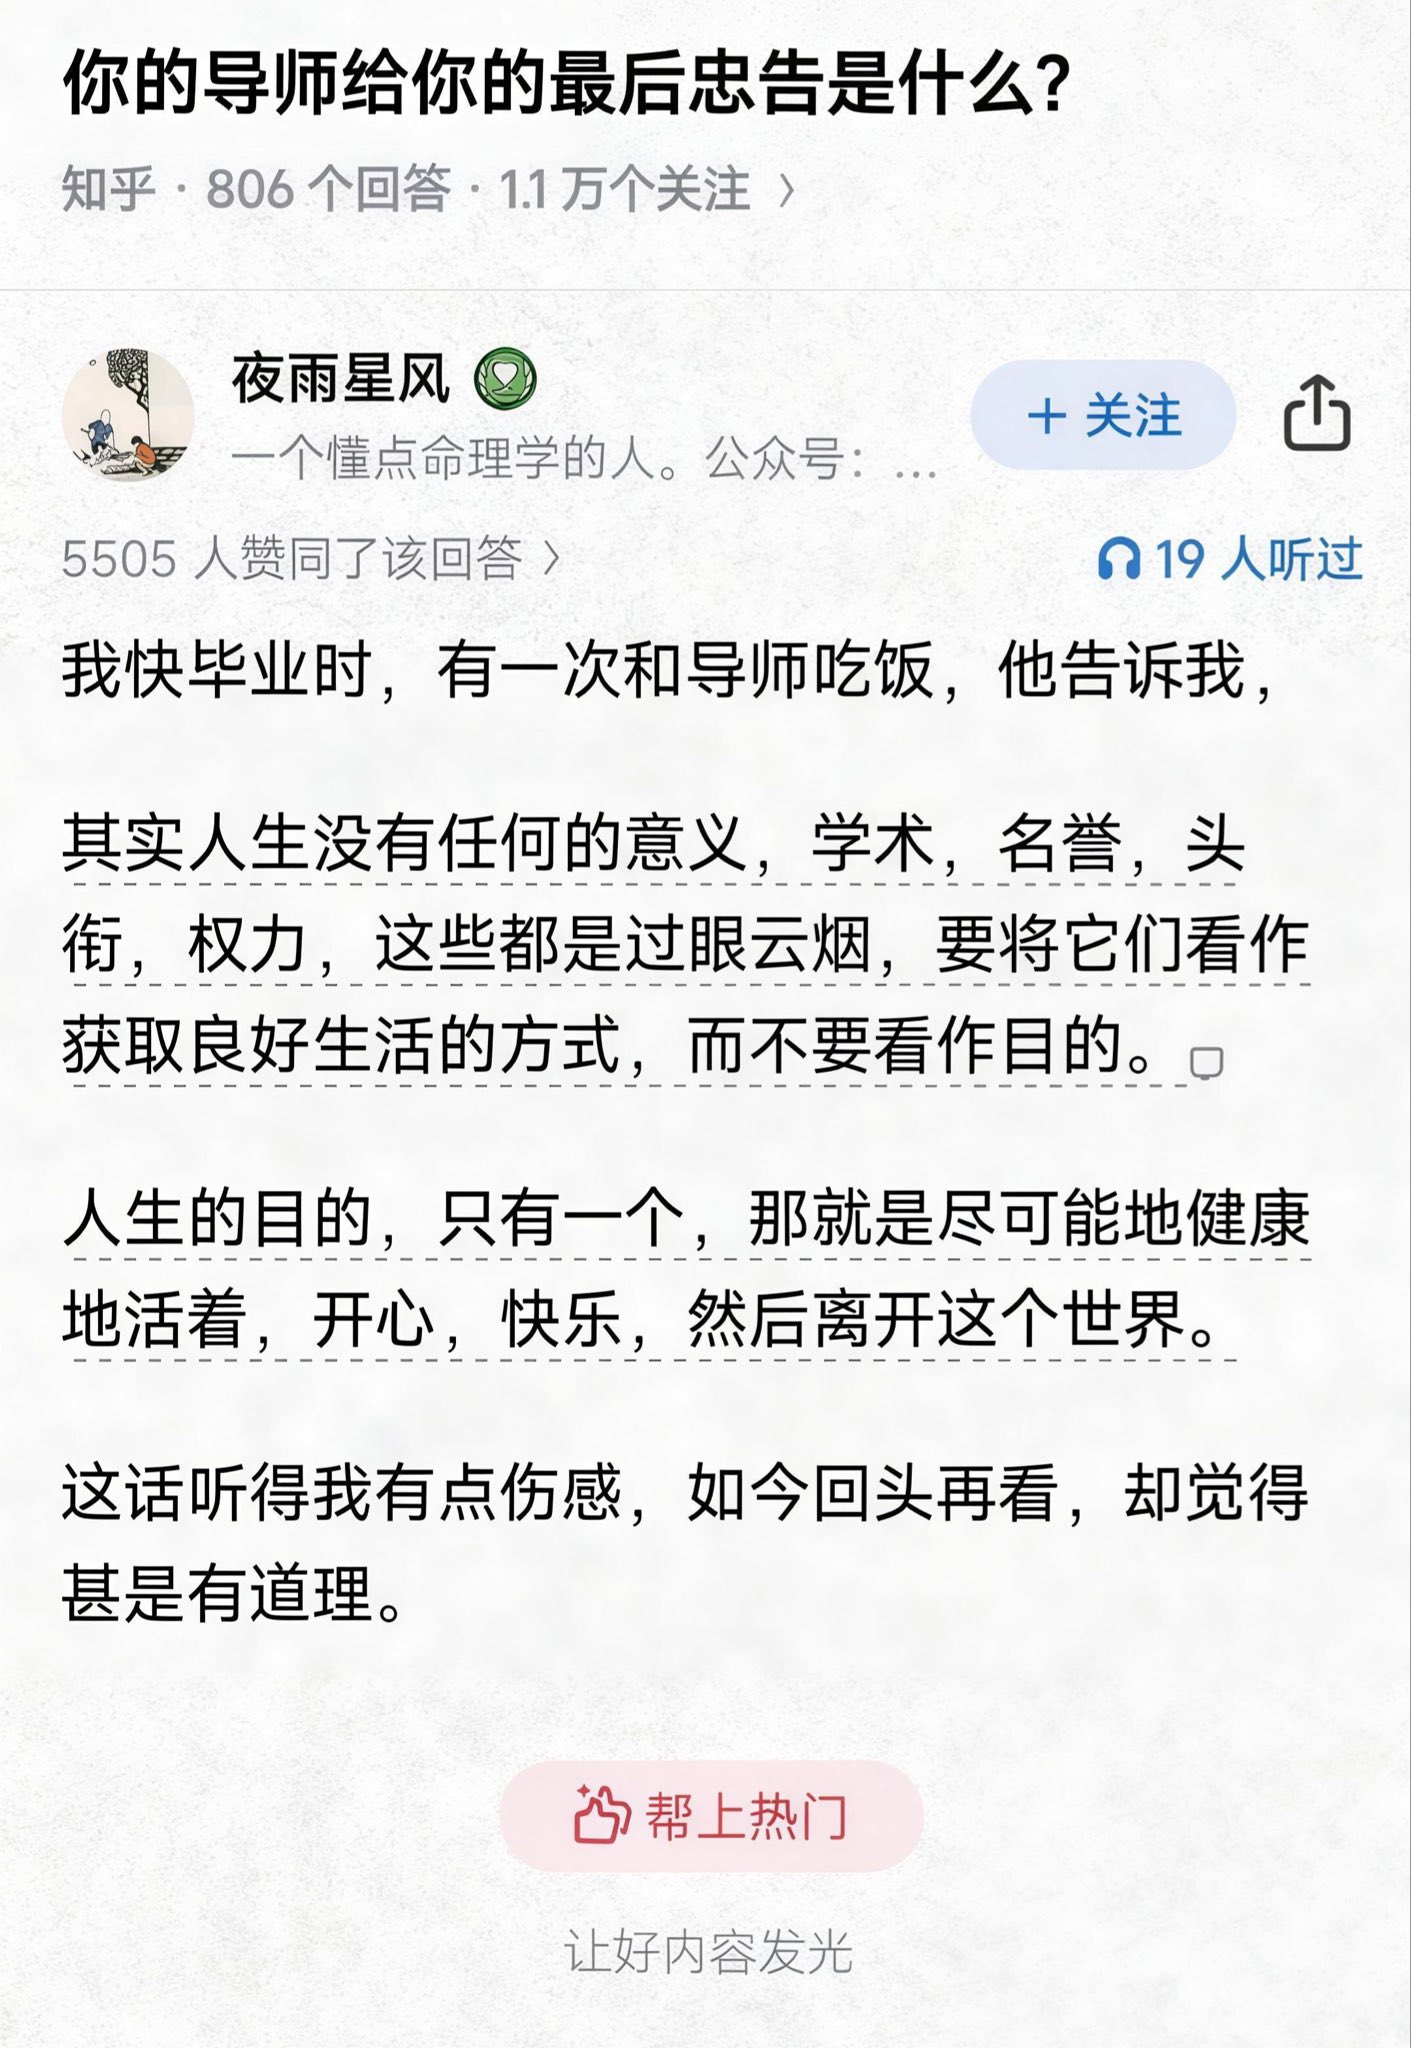 你的导师给你的最后忠告是什么?
知乎 · 806 个回答 · 1.1 万个关注 >
夜雨星风
一个懂点命理学的人。公众号：...
+ 关注
5505 人赞同了该回答 >
19 人听过
我快毕业时，有一次和导师吃饭，他告诉我，
其实人生没有任何的意义，学术，名誉，头
衔，权力，这些都是过眼云烟，要将它们看作
获取良好生活的方式，而不要看作目的。
人生的目的，只有一个，那就是尽可能地健康
地活着，开心，快乐，然后离开这个世界。
这话听得我有点伤感，如今回头再看，却觉得
甚是有道理。
帮上热门
让好内容发光